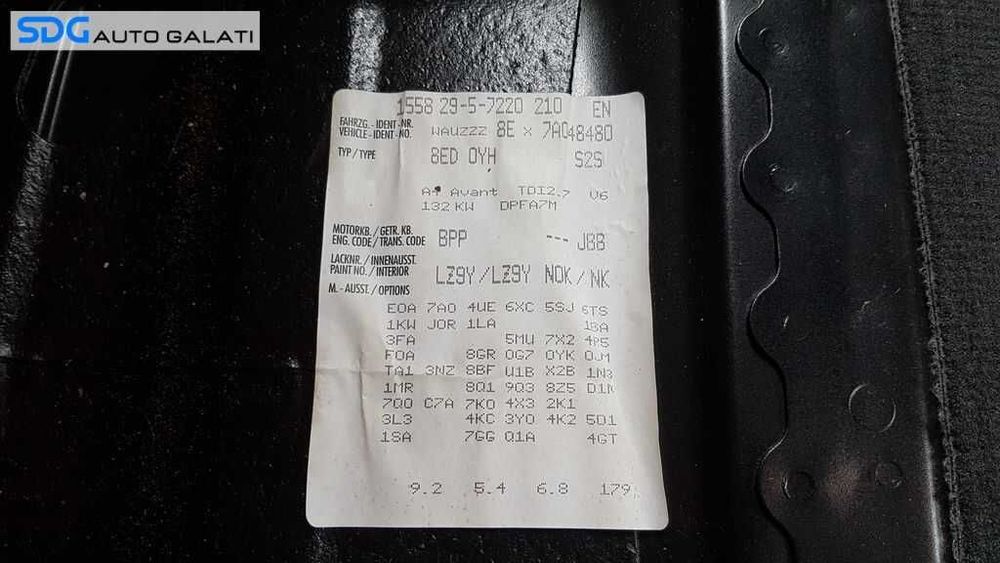 SDG AUTO GALATI
1558 29-5-7220 210 EN
FAHRZG.-IDENT-NR.
VEHICLE-IDENT-NO. WAUZZZ 8E X 7A048480
TYP/TYPE 8ED 0YH S2S
A4 Avant TDI2.7 V6
132 KW DPFA7M
MOTORKB./GETR.KB.
ENG.CODE/TRANS.CODE BPP --- JBB
LACKNR./INNENAUSST.
PAINT NO./INTERIOR LZ9Y/LZ9Y N0K/NK
M.-AUSST./OPTIONS
E0A 7A0 4UE 6XC 5SJ 6TS
1KW J0R 1LA 1BA
3FA 5MU 7X2 4P5
F0A 8GR 0G7 0YK 0JM
TA1 3NZ 8BF U1B X2B 1N3
1MR 8Q1 9Q3 8Z5 D1N
7Q0 C7A 7K0 4X3 2K1
3L3 4KC 3Y0 4K2 5D1
1SA 7GG Q1A 4GT
9.2 5.4 6.8 179